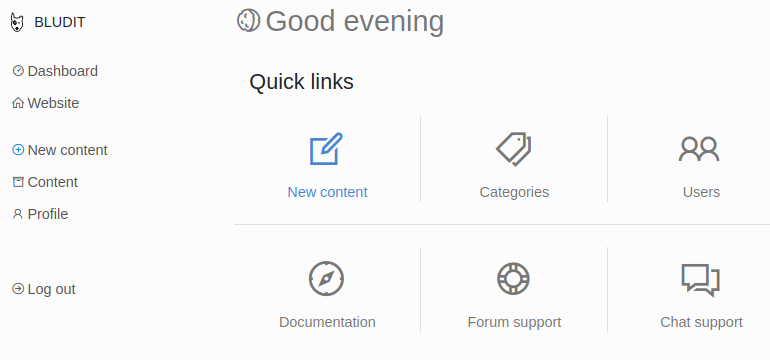 BLUDIT
Dashboard
Website
New content
Content
Profile
Log out
Good evening
Quick links
New content
Categories
Users
Documentation
Forum support
Chat support